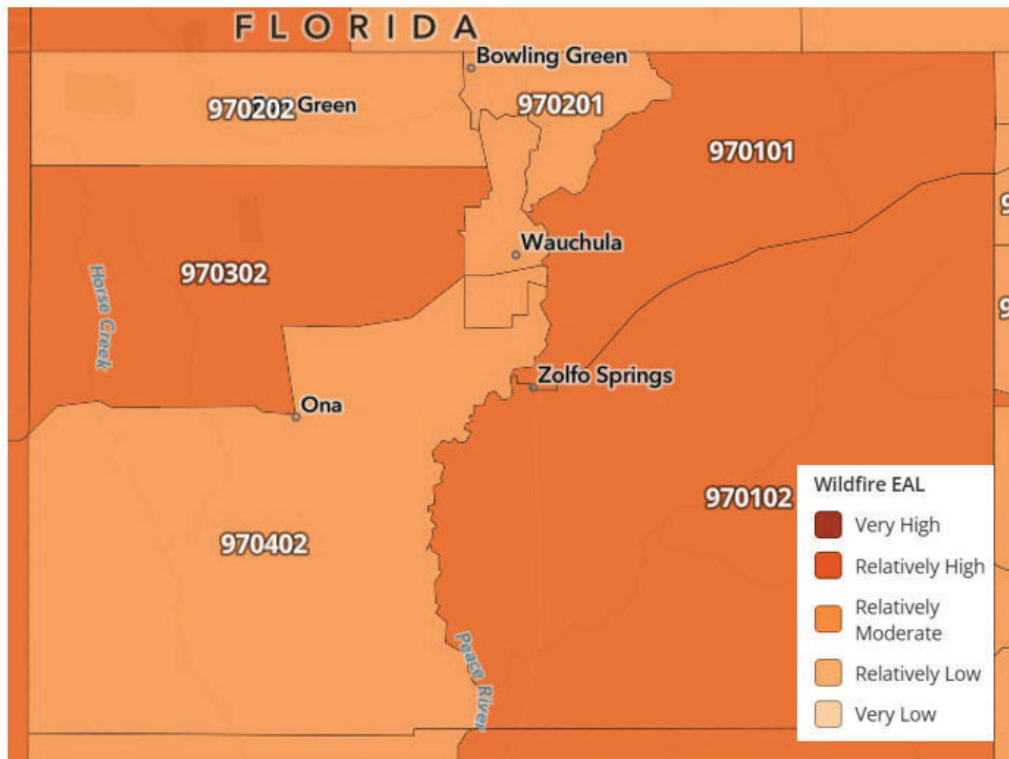 FLORIDA
Bowling Green
970202
Green
970201
970101
Wauchula
970302
Horse Creek
Zolfo Springs
Ona
970102
970402
Peace River
Wildfire EAL
Very High
Relatively High
Relatively
Moderate
Relatively Low
Very Low